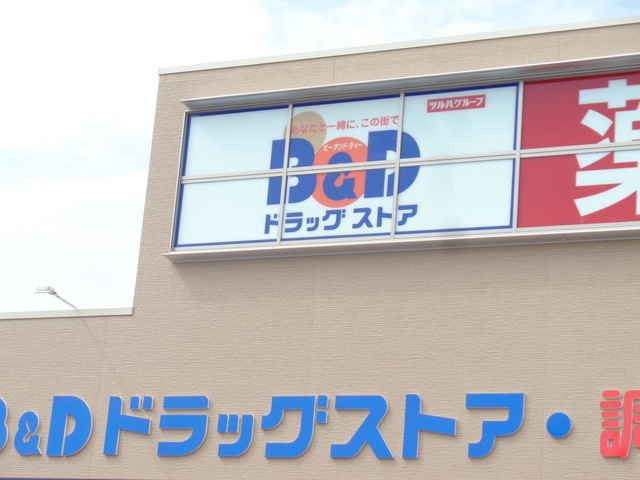 ツルハグループ
あなたと一緒に、この街で
ビーアンド・ディー
B&D
ドラッグストア
薬
B&Dドラッグストア・調